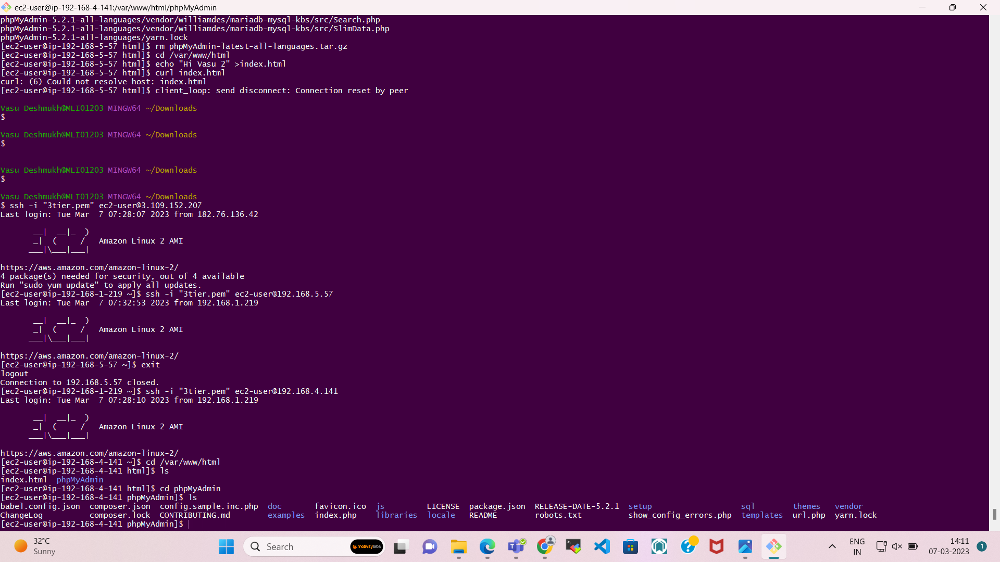 ec2-user@ip-192-168-4-141:/var/www/html/phpMyAdmin
phpMyAdmin-5.2.1-all-languages/vendor/williamdes/mariadb-mysql-kbs/src/Search.php
phpMyAdmin-5.2.1-all-languages/vendor/williamdes/mariadb-mysql-kbs/src/SlimData.php
phpMyAdmin-5.2.1-all-languages/yarn.lock
[ec2-user@ip-192-168-5-57 html]$ rm phpMyAdmin-latest-all-languages.tar.gz
[ec2-user@ip-192-168-5-57 html]$ cd /var/www/html
[ec2-user@ip-192-168-5-57 html]$ echo "Hi Vasu 2" >index.html
[ec2-user@ip-192-168-5-57 html]$ curl index.html
curl: (6) Could not resolve host: index.html
[ec2-user@ip-192-168-5-57 html]$ client_loop: send disconnect: Connection reset by peer
Vasu Deshmukh@MLI01203 MINGW64 ~/Downloads
$
Vasu Deshmukh@MLI01203 MINGW64 ~/Downloads
$
Vasu Deshmukh@MLI01203 MINGW64 ~/Downloads
$
Vasu Deshmukh@MLI01203 MINGW64 ~/Downloads
$ ssh -i "3tier.pem" ec2-user@3.109.152.207
Last login: Tue Mar  7 07:28:07 2023 from 182.76.136.42
       __|  __|_  )
       _|  (     /   Amazon Linux 2 AMI
      ___|\___|___|
https://aws.amazon.com/amazon-linux-2/
4 package(s) needed for security, out of 4 available
Run "sudo yum update" to apply all updates.
[ec2-user@ip-192-168-1-219 ~]$ ssh -i "3tier.pem" ec2-user@192.168.5.57
Last login: Tue Mar  7 07:32:53 2023 from 192.168.1.219
       __|  __|_  )
       _|  (     /   Amazon Linux 2 AMI
      ___|\___|___|
https://aws.amazon.com/amazon-linux-2/
[ec2-user@ip-192-168-5-57 ~]$ exit
logout
Connection to 192.168.5.57 closed.
[ec2-user@ip-192-168-1-219 ~]$ ssh -i "3tier.pem" ec2-user@192.168.4.141
Last login: Tue Mar  7 07:28:10 2023 from 192.168.1.219
       __|  __|_  )
       _|  (     /   Amazon Linux 2 AMI
      ___|\___|___|
https://aws.amazon.com/amazon-linux-2/
[ec2-user@ip-192-168-4-141 ~]$ cd /var/www/html
[ec2-user@ip-192-168-4-141 html]$ ls
index.html  phpMyAdmin
[ec2-user@ip-192-168-4-141 html]$ cd phpMyAdmin
[ec2-user@ip-192-168-4-141 phpMyAdmin]$ ls
babel.config.json  composer.json  config.sample.inc.php  doc       favicon.ico  js         LICENSE  package.json  RELEASE-DATE-5.2.1  setup                   sql        themes   vendor
ChangeLog          composer.lock  CONTRIBUTING.md        examples  index.php    libraries  locale   README        robots.txt          show_config_errors.php  templates  url.php  yarn.lock
[ec2-user@ip-192-168-4-141 phpMyAdmin]$
32°C
Sunny
Search
motivitylabs
ENG
IN
14:11
07-03-2023
1